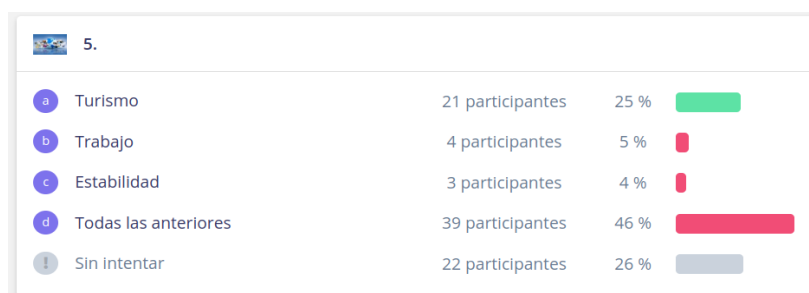 5.
a Turismo 21 participantes 25 %
b Trabajo 4 participantes 5 %
c Estabilidad 3 participantes 4 %
d Todas las anteriores 39 participantes 46 %
! Sin intentar 22 participantes 26 %